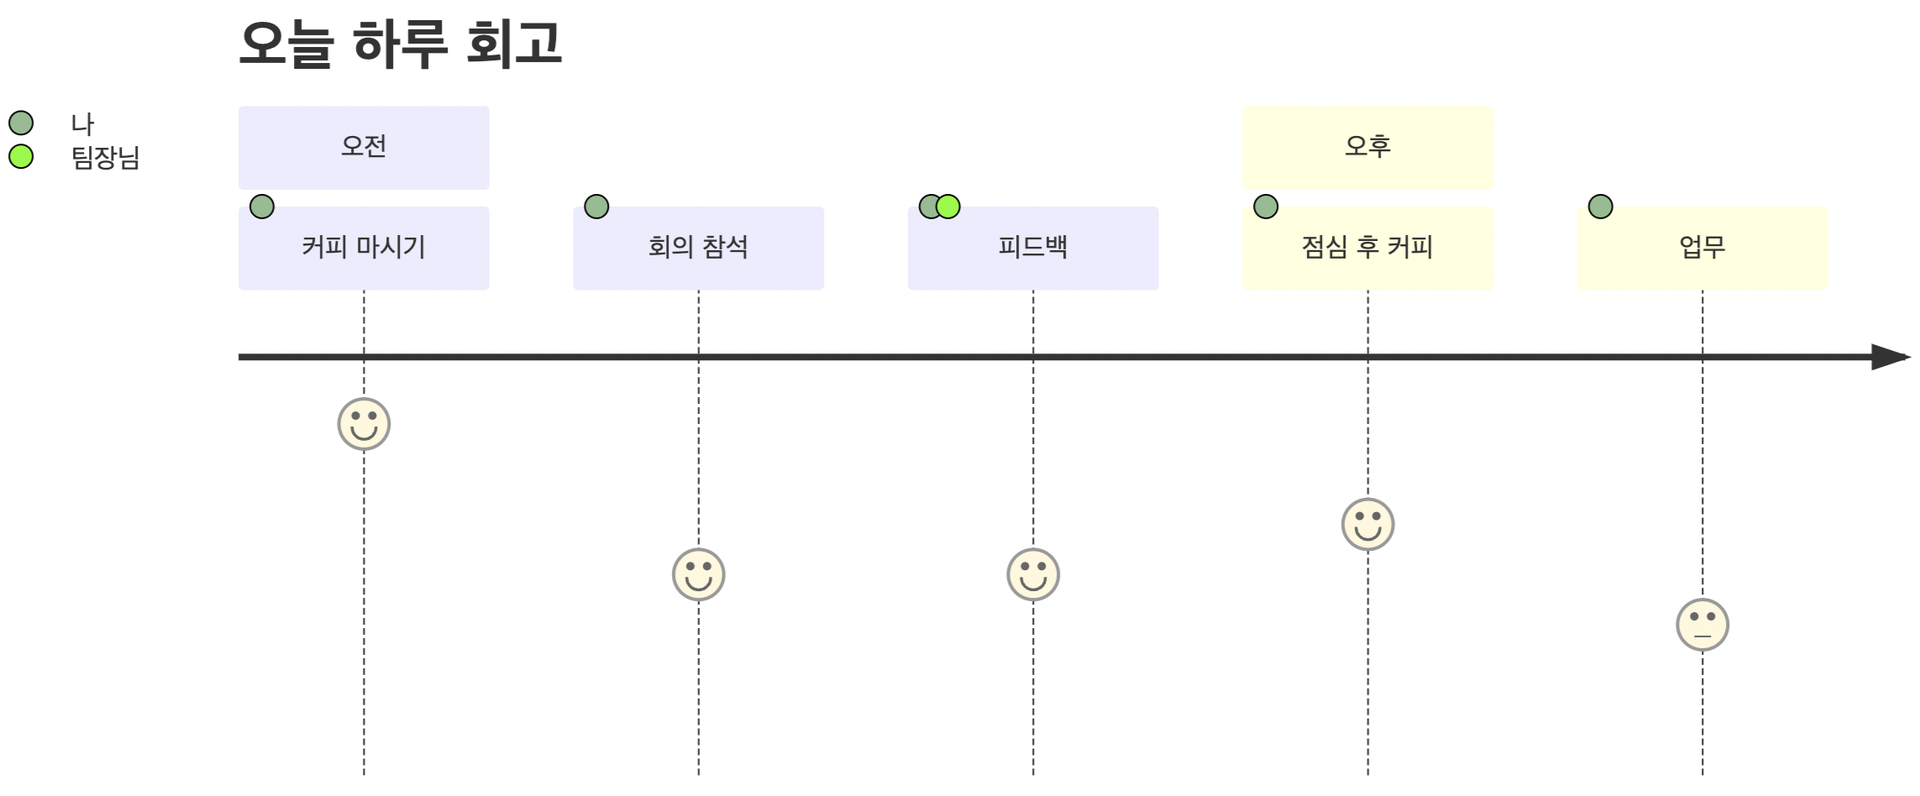 오늘 하루 회고
나
팀장님
오전
오후
커피 마시기
회의 참석
피드백
점심 후 커피
업무